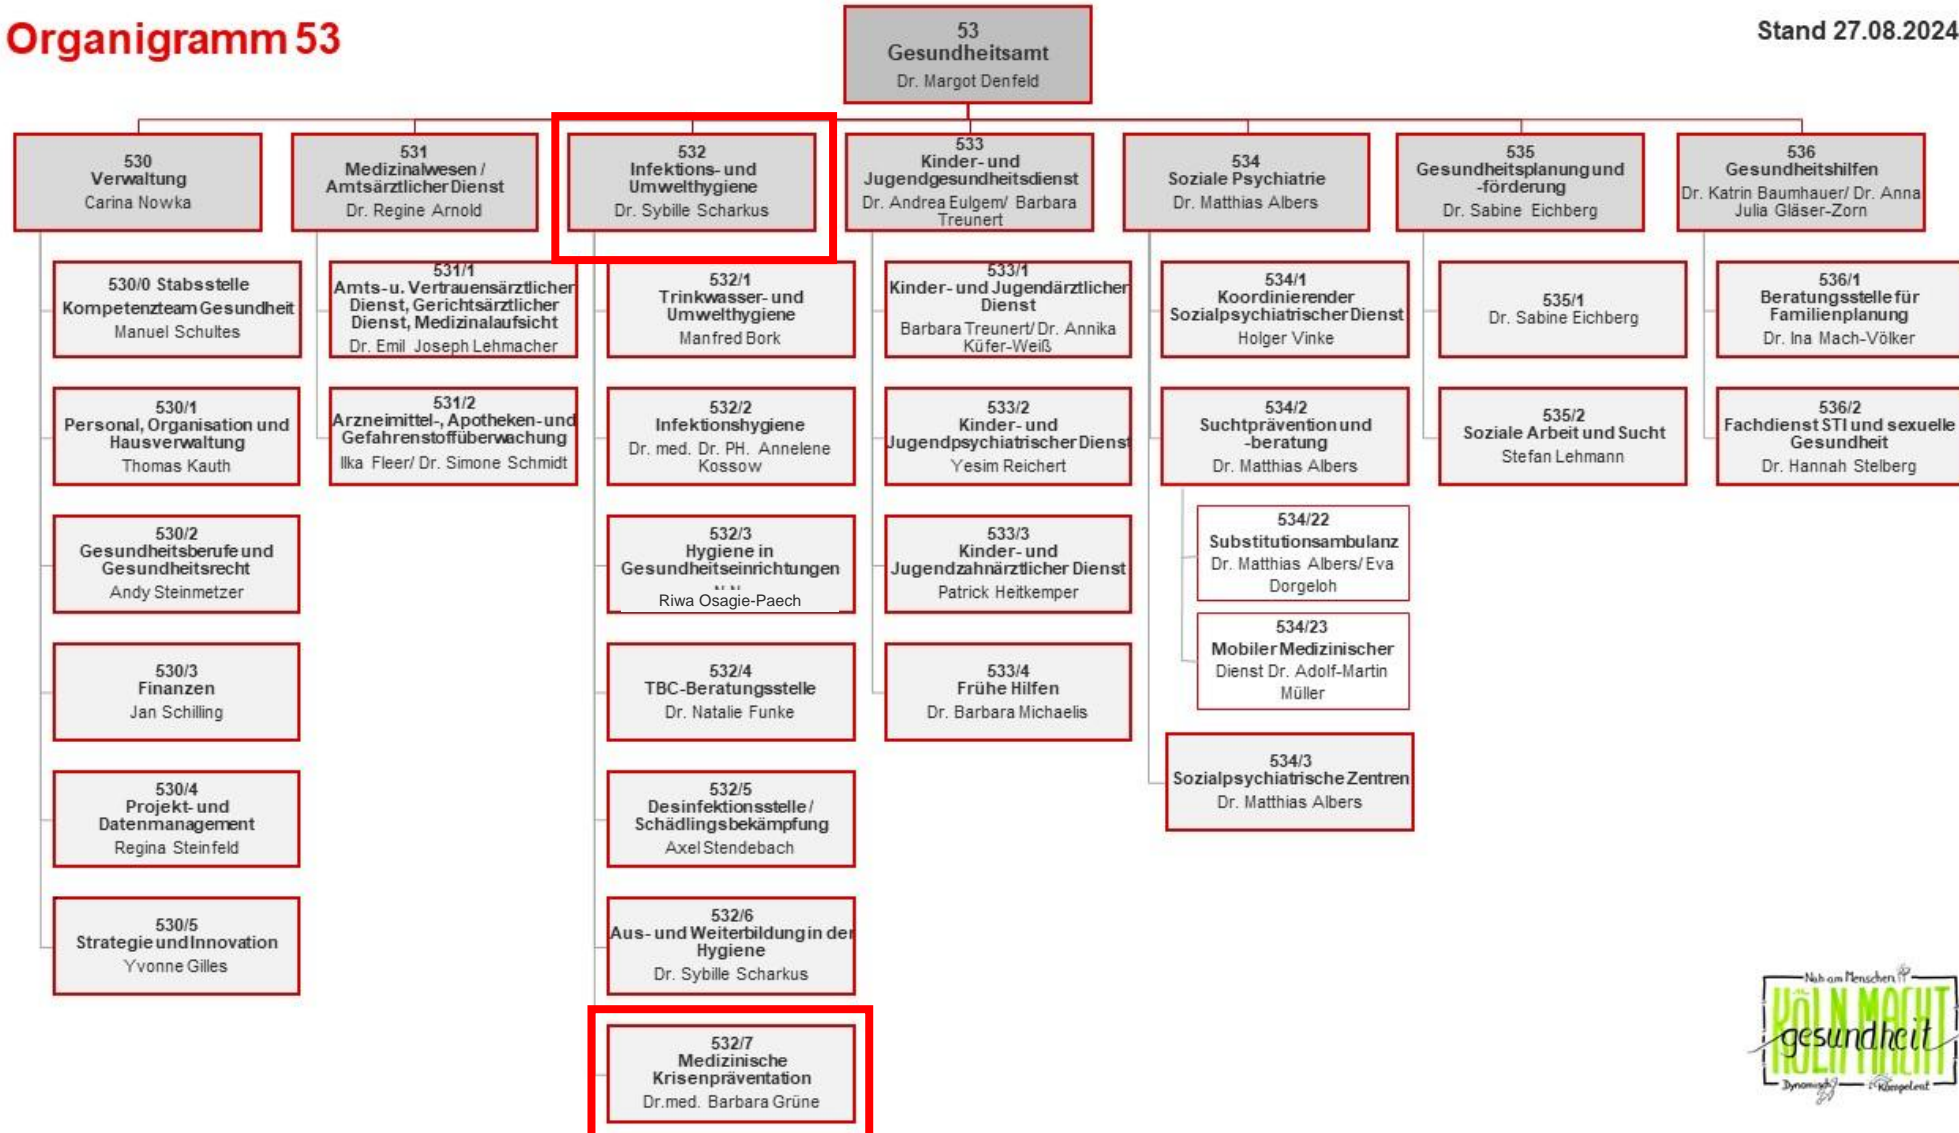 Organigramm 53
Stand 27.08.2024
53
Gesundheitsamt
Dr. Margot Denfeld
530
Verwaltung
Carina Nowka
531
Medizinalwesen /
Amtsärztlicher Dienst
Dr. Regine Arnold
532
Infektions- und
Umwelthygiene
Dr. Sybille Scharkus
533
Kinder- und
Jugendgesundheitsdienst
Dr. Andrea Eulgem/ Barbara
Treunert
534
Soziale Psychiatrie
Dr. Matthias Albers
535
Gesundheitsplanung und
-förderung
Dr. Sabine Eichberg
536
Gesundheitshilfen
Dr. Katrin Baumhauer/ Dr. Anna
Julia Gläser-Zorn
530/0 Stabsstelle
Kompetenzteam Gesundheit
Manuel Schultes
530/1
Personal, Organisation und
Hausverwaltung
Thomas Kauth
530/2
Gesundheitsberufe und
Gesundheitsrecht
Andy Steinmetzer
530/3
Finanzen
Jan Schilling
530/4
Projekt- und
Datenmanagement
Regina Steinfeld
530/5
Strategie und Innovation
Yvonne Gilles
531/1
Amts- u. Vertrauensärztlicher
Dienst, Gerichtsärztlicher
Dienst, Medizinalaufsicht
Dr. Emil Joseph Lehmacher
531/2
Arzneimittel-, Apotheken- und
Gefahrenstoffüberwachung
Ilka Fleer/ Dr. Simone Schmidt
532/1
Trinkwasser- und
Umwelthygiene
Manfred Bork
532/2
Infektionshygiene
Dr. med. Dr. PH. Annelene
Kossow
532/3
Hygiene in
Gesundheitseinrichtungen
Riwa Osagie-Paech
532/4
TBC-Beratungsstelle
Dr. Natalie Funke
532/5
Desinfektionsstelle /
Schädlingsbekämpfung
Axel Stendebach
532/6
Aus- und Weiterbildung in der
Hygiene
Dr. Sybille Scharkus
532/7
Medizinische
Krisenpräventation
Dr.med. Barbara Grüne
533/1
Kinder- und Jugendärztlicher
Dienst
Barbara Treunert/ Dr. Annika
Küfer-Weiß
533/2
Kinder- und
Jugendpsychiatrischer Dienst
Yesim Reichert
533/3
Kinder- und
Jugendzahnärztlicher Dienst
Patrick Heitkemper
533/4
Frühe Hilfen
Dr. Barbara Michaelis
534/1
Koordinierender
Sozialpsychiatrischer Dienst
Holger Vinke
534/2
Suchtprävention und
-beratung
Dr. Matthias Albers
534/22
Substitutionsambulanz
Dr. Matthias Albers/ Eva
Dorgeloh
534/23
Mobiler Medizinischer
Dienst Dr. Adolf-Martin
Müller
534/3
Sozialpsychiatrische Zentren
Dr. Matthias Albers
535/1
Dr. Sabine Eichberg
535/2
Soziale Arbeit und Sucht
Stefan Lehmann
536/1
Beratungsstelle für
Familienplanung
Dr. Ina Mach-Völker
536/2
Fachdienst STI und sexuelle
Gesundheit
Dr. Hannah Stelberg
Nah am Menschen
KÖLN MACHT
gesundheit
KÖLN MACHT
Dynamisch
Kompetent